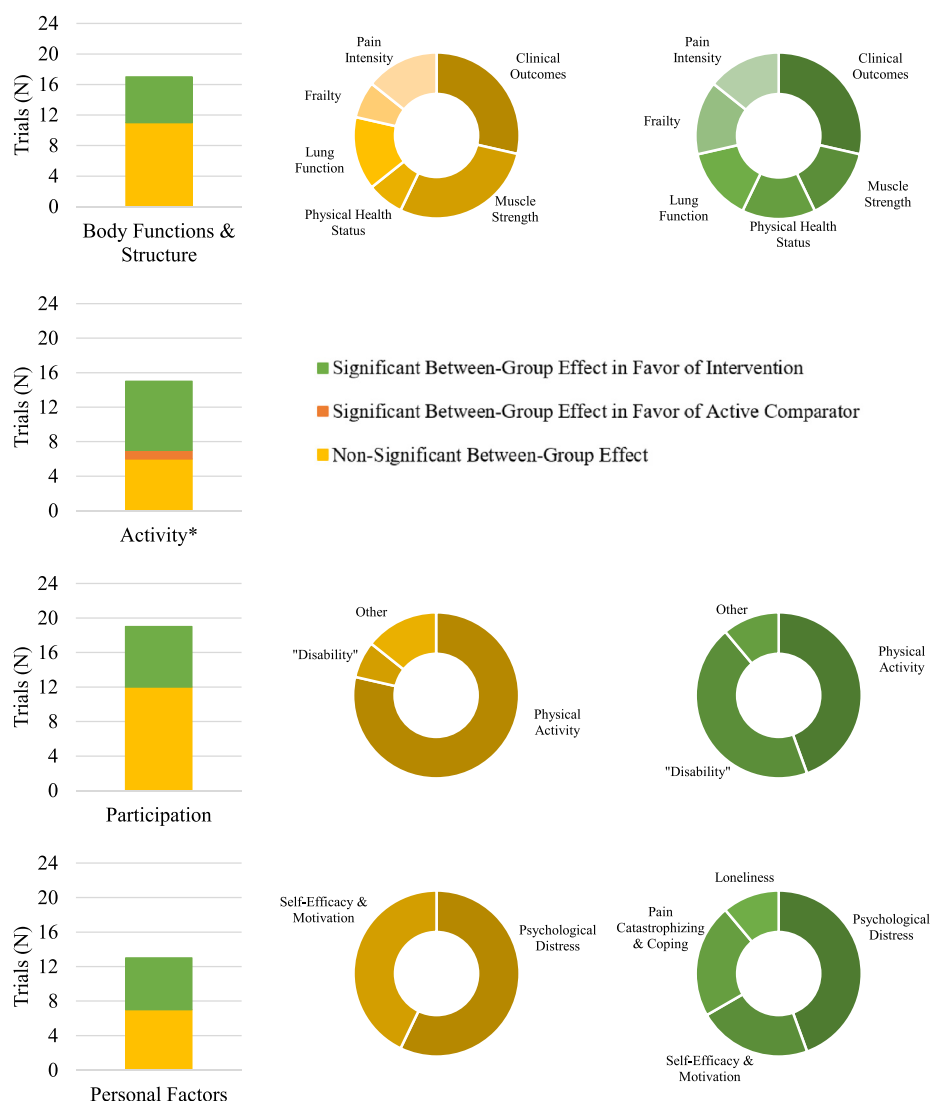 24
20
16
12
8
4
0
Trials (N)
Body Functions &
Structure
Pain
Intensity
Clinical
Outcomes
Frailty
Lung
Function
Physical Health
Status
Muscle
Strength
Pain
Intensity
Clinical
Outcomes
Frailty
Lung
Function
Physical Health
Status
Muscle
Strength
24
20
16
12
8
4
0
Trials (N)
Activity*
Significant Between-Group Effect in Favor of Intervention
Significant Between-Group Effect in Favor of Active Comparator
Non-Significant Between-Group Effect
24
20
16
12
8
4
0
Trials (N)
Participation
Other
"Disability"
Physical
Activity
Other
Physical
Activity
"Disability"
24
20
16
12
8
4
0
Trials (N)
Personal Factors
Self-Efficacy &
Motivation
Psychological
Distress
Loneliness
Pain
Catastrophizing
& Coping
Psychological
Distress
Self-Efficacy &
Motivation